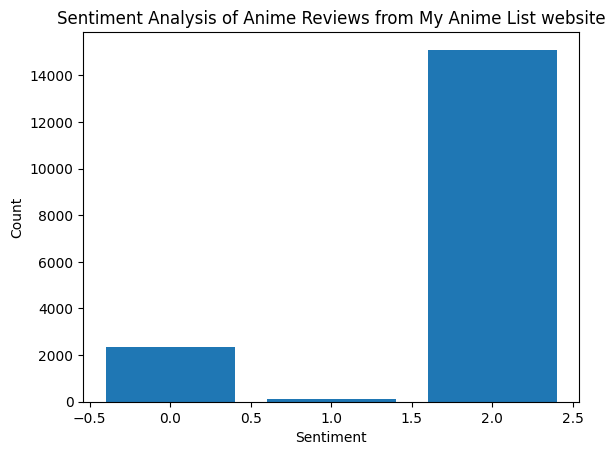 Sentiment Analysis of Anime Reviews from My Anime List website
14000
12000
10000
8000
6000
4000
2000
0
Count
−0.5 0.0 0.5 1.0 1.5 2.0 2.5
Sentiment